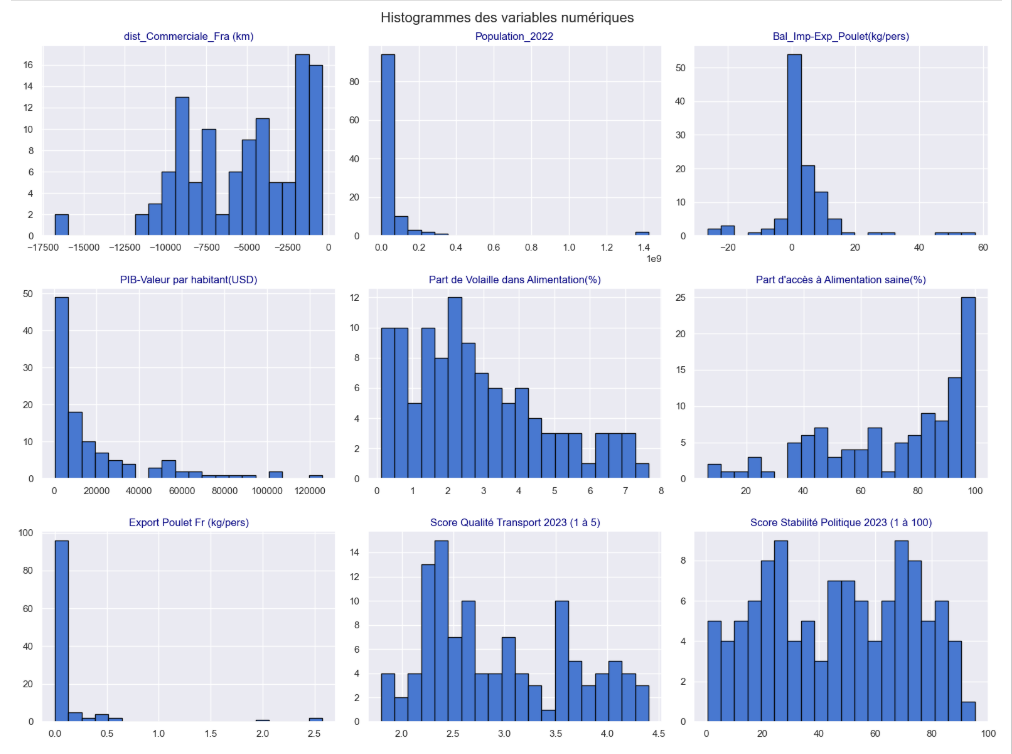 Histogrammes des variables numériques
dist_Commerciale_Fra (km)
Population_2022
Bal_Imp-Exp_Poulet(kg/pers)
16
14
12
10
8
6
4
2
0
−17500 −15000 −12500 −10000 −7500 −5000 −2500 0
80
60
40
20
0
0.0 0.2 0.4 0.6 0.8 1.0 1.2 1.4
1e9
50
40
30
20
10
0
−20 0 20 40 60
PIB-Valeur par habitant(USD)
Part de Volaille dans Alimentation(%)
Part d'accès à Alimentation saine(%)
50
40
30
20
10
0
0 20000 40000 60000 80000 100000 120000
12
10
8
6
4
2
0
0 1 2 3 4 5 6 7 8
25
20
15
10
5
0
20 40 60 80 100
Export Poulet Fr (kg/pers)
Score Qualité Transport 2023 (1 à 5)
Score Stabilité Politique 2023 (1 à 100)
100
80
60
40
20
0
0.0 0.5 1.0 1.5 2.0 2.5
14
12
10
8
6
4
2
0
2.0 2.5 3.0 3.5 4.0 4.5
8
6
4
2
0
0 20 40 60 80 100